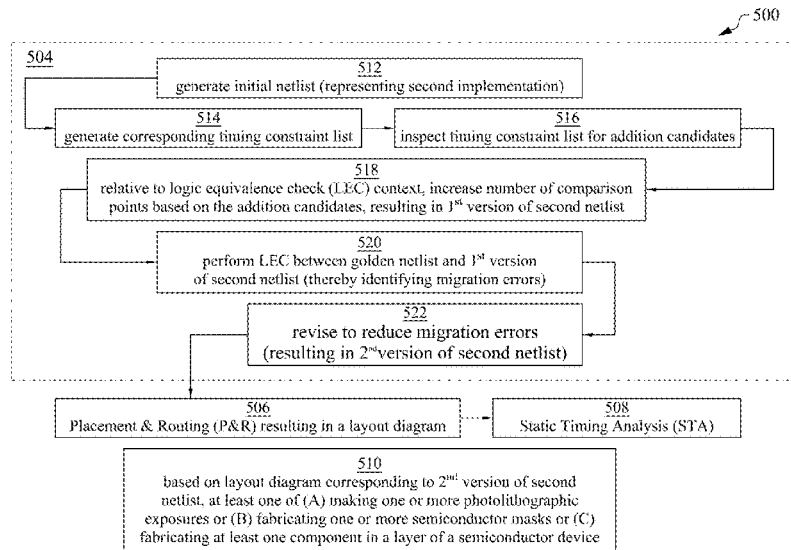 500
504
512
generate initial netlist (representing second implementation)
514
generate corresponding timing constraint list
516
inspect timing constraint list for addition candidates
518
relative to logic equivalence check (LEC) context, increase number of comparison
points based on the addition candidates, resulting in 1st version of second netlist
520
perform LEC between golden netlist and 1st version
of second netlist (thereby identifying migration errors)
522
revise to reduce migration errors
(resulting in 2nd version of second netlist)
506
Placement & Routing (P&R) resulting in a layout diagram
508
Static Timing Analysis (STA)
510
based on layout diagram corresponding to 2nd version of second
netlist, at least one of (A) making one or more photolithographic
exposures or (B) fabricating one or more semiconductor masks or (C)
fabricating at least one component in a layer of a semiconductor device